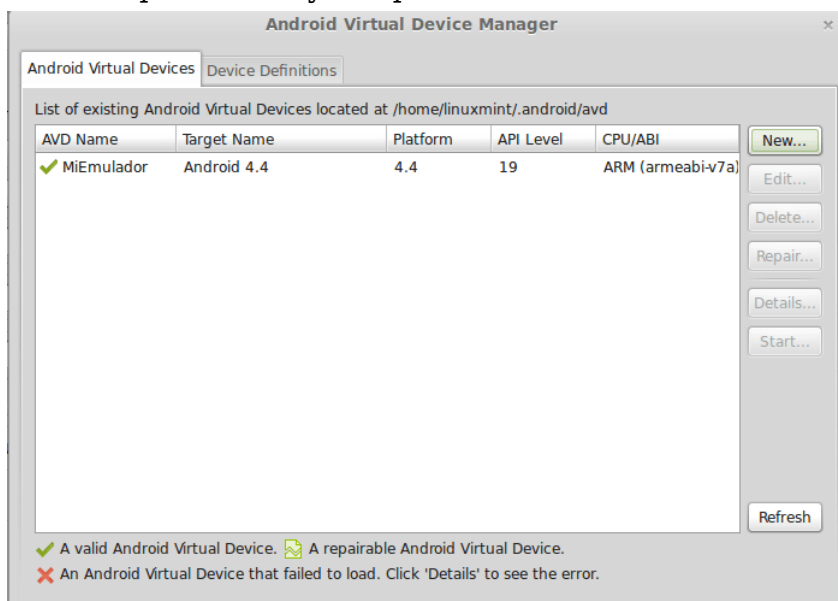 Android Virtual Device Manager
Android Virtual Devices Device Definitions
List of existing Android Virtual Devices located at /home/linuxmint/.android/avd
AVD Name Target Name Platform API Level CPU/ABI
MiEmulador Android 4.4 4.4 19 ARM (armeabi-v7a)
New...
Edit...
Delete...
Repair...
Details...
Start...
Refresh
A valid Android Virtual Device. A repairable Android Virtual Device.
An Android Virtual Device that failed to load. Click 'Details' to see the error.